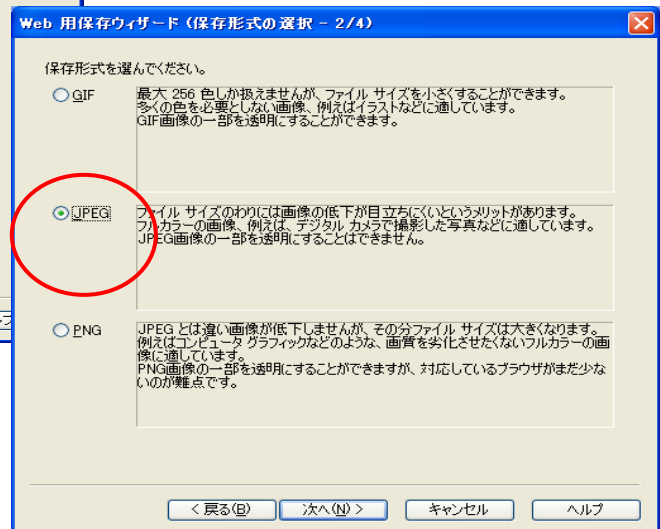 Web 用保存ウィザード (保存形式の選択 - 2/4)
保存形式を選んでください。
GIF
最大 256 色しか扱えませんが、ファイル サイズを小さくすることができます。
多くの色を必要としない画像、例えばイラストなどに適しています。
GIF画像の一部を透明にすることができます。
JPEG
ファイル サイズのわりには画像の低下が目立ちにくいというメリットがあります。
フルカラーの画像、例えば、デジタル カメラで撮影した写真などに適しています。
JPEG画像の一部を透明にすることはできません。
PNG
JPEG とは違い画像が低下しませんが、その分ファイル サイズは大きくなります。
例えばコンピュータ グラフィックなどのような、画質を劣化させたくないフルカラーの画
像に適しています。
PNG画像の一部を透明にすることができますが、対応しているブラウザがまだ少な
いのが難点です。
< 戻る(B)
次へ(N) >
キャンセル
ヘルプ